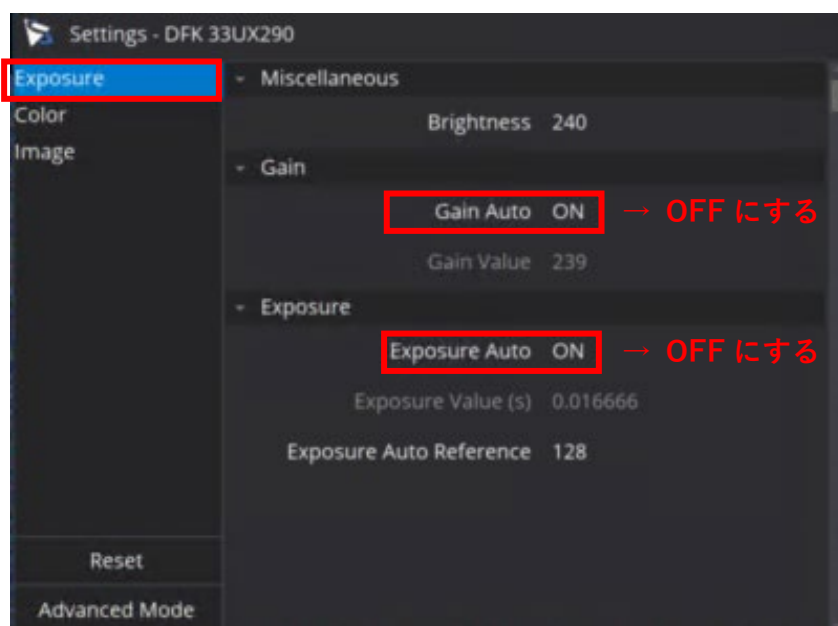 Settings - DFK 33UX290
Exposure
Color
Image
Miscellaneous
Brightness 240
Gain
Gain Auto ON → OFF にする
Gain Value 239
Exposure
Exposure Auto ON → OFF にする
Exposure Value (s) 0.016666
Exposure Auto Reference 128
Reset
Advanced Mode